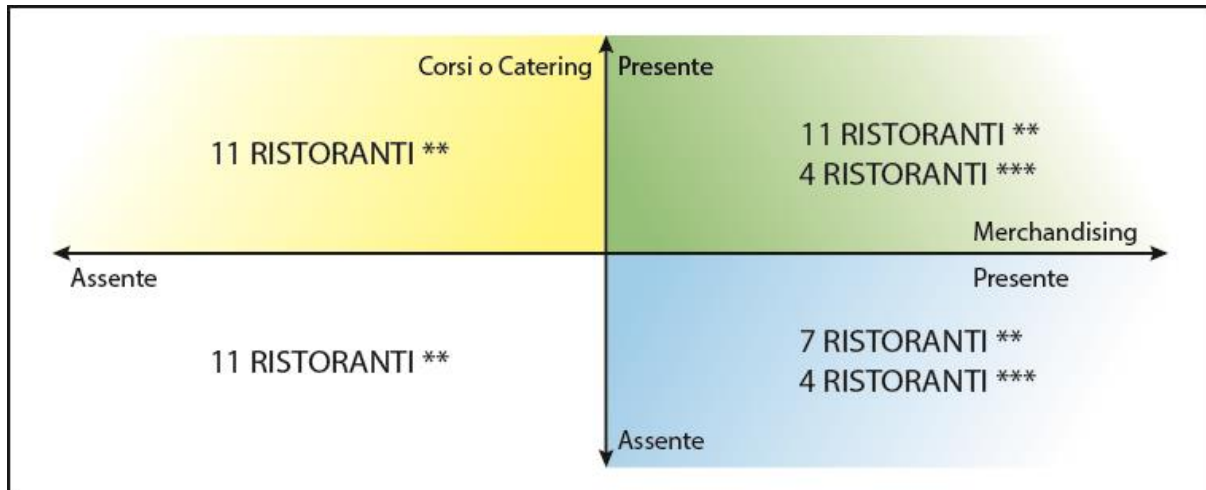 Corsi o Catering
Presente
11 RISTORANTI **
11 RISTORANTI **
4 RISTORANTI ***
Merchandising
Assente
Presente
11 RISTORANTI **
7 RISTORANTI **
4 RISTORANTI ***
Assente